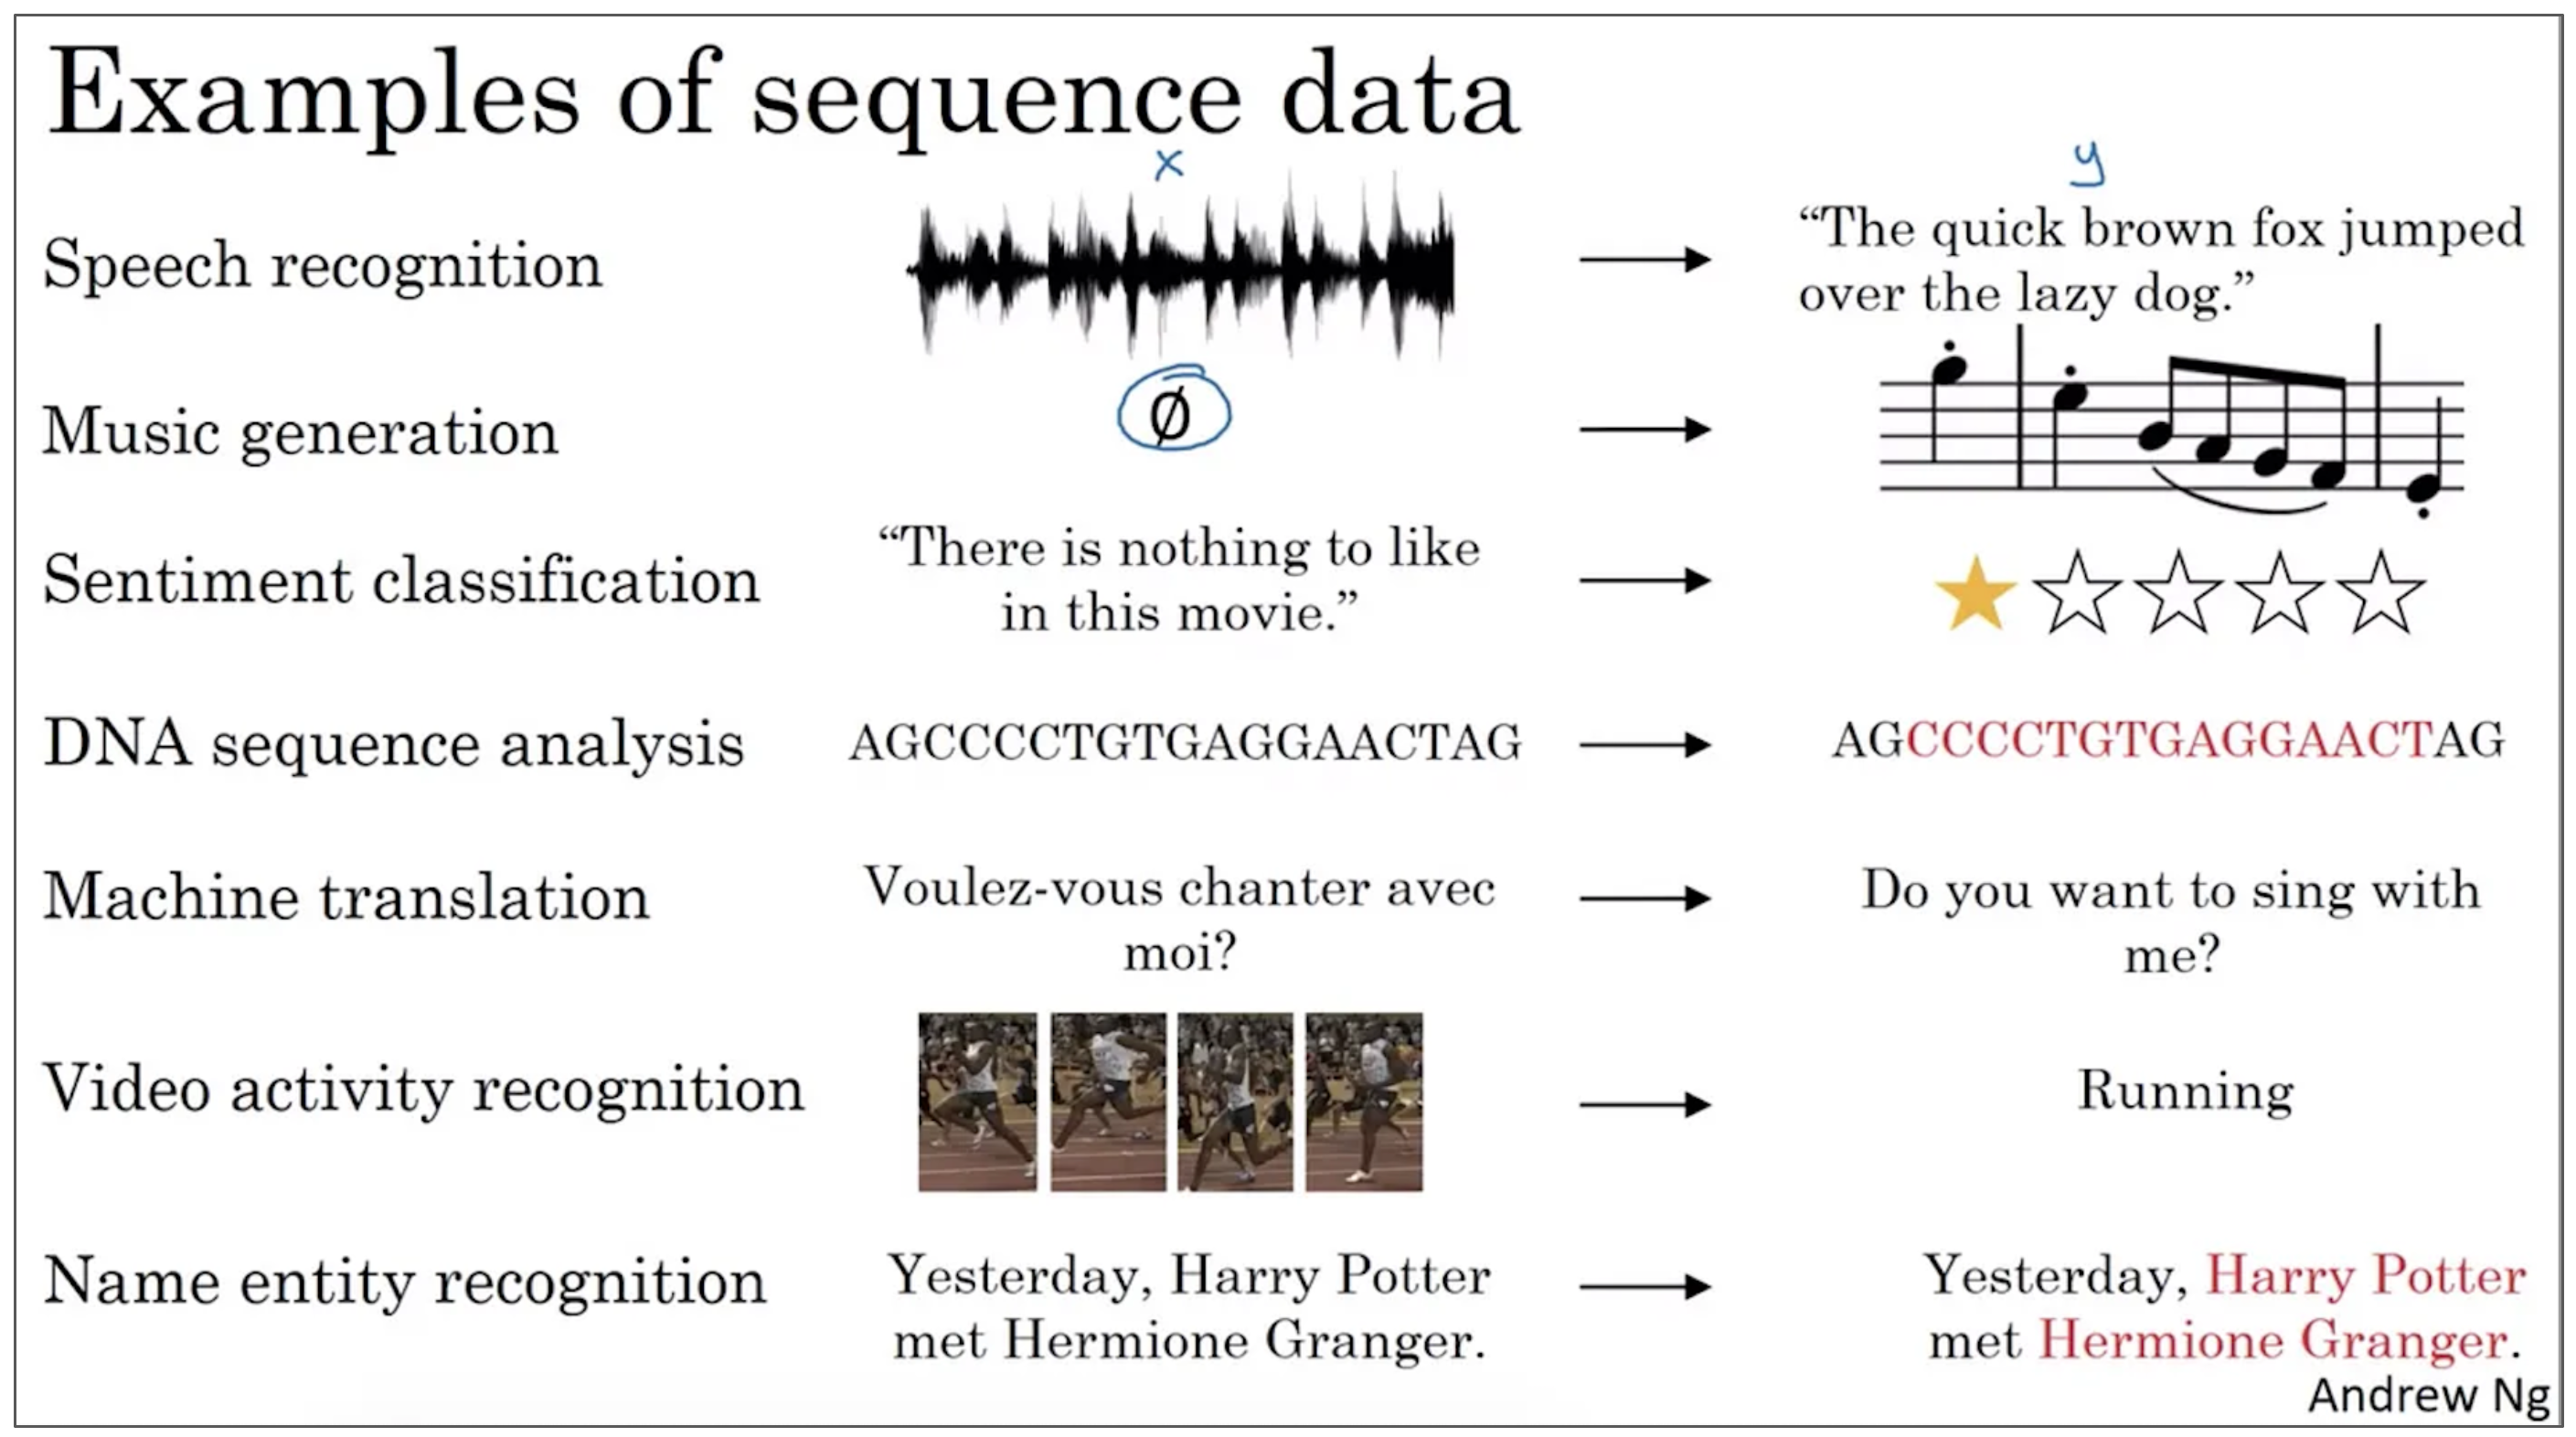 Examples of sequence data
x
y
Speech recognition
“The quick brown fox jumped
over the lazy dog.”
Music generation
Ø
Sentiment classification
“There is nothing to like
in this movie.”
DNA sequence analysis
AGCCCCTGTGAGGAACTAG
AGCCCCTGTGAGGAACTAG
Machine translation
Voulez-vous chanter avec
moi?
Do you want to sing with
me?
Video activity recognition
Running
Name entity recognition
Yesterday, Harry Potter
met Hermione Granger.
Yesterday, Harry Potter
met Hermione Granger.
Andrew Ng